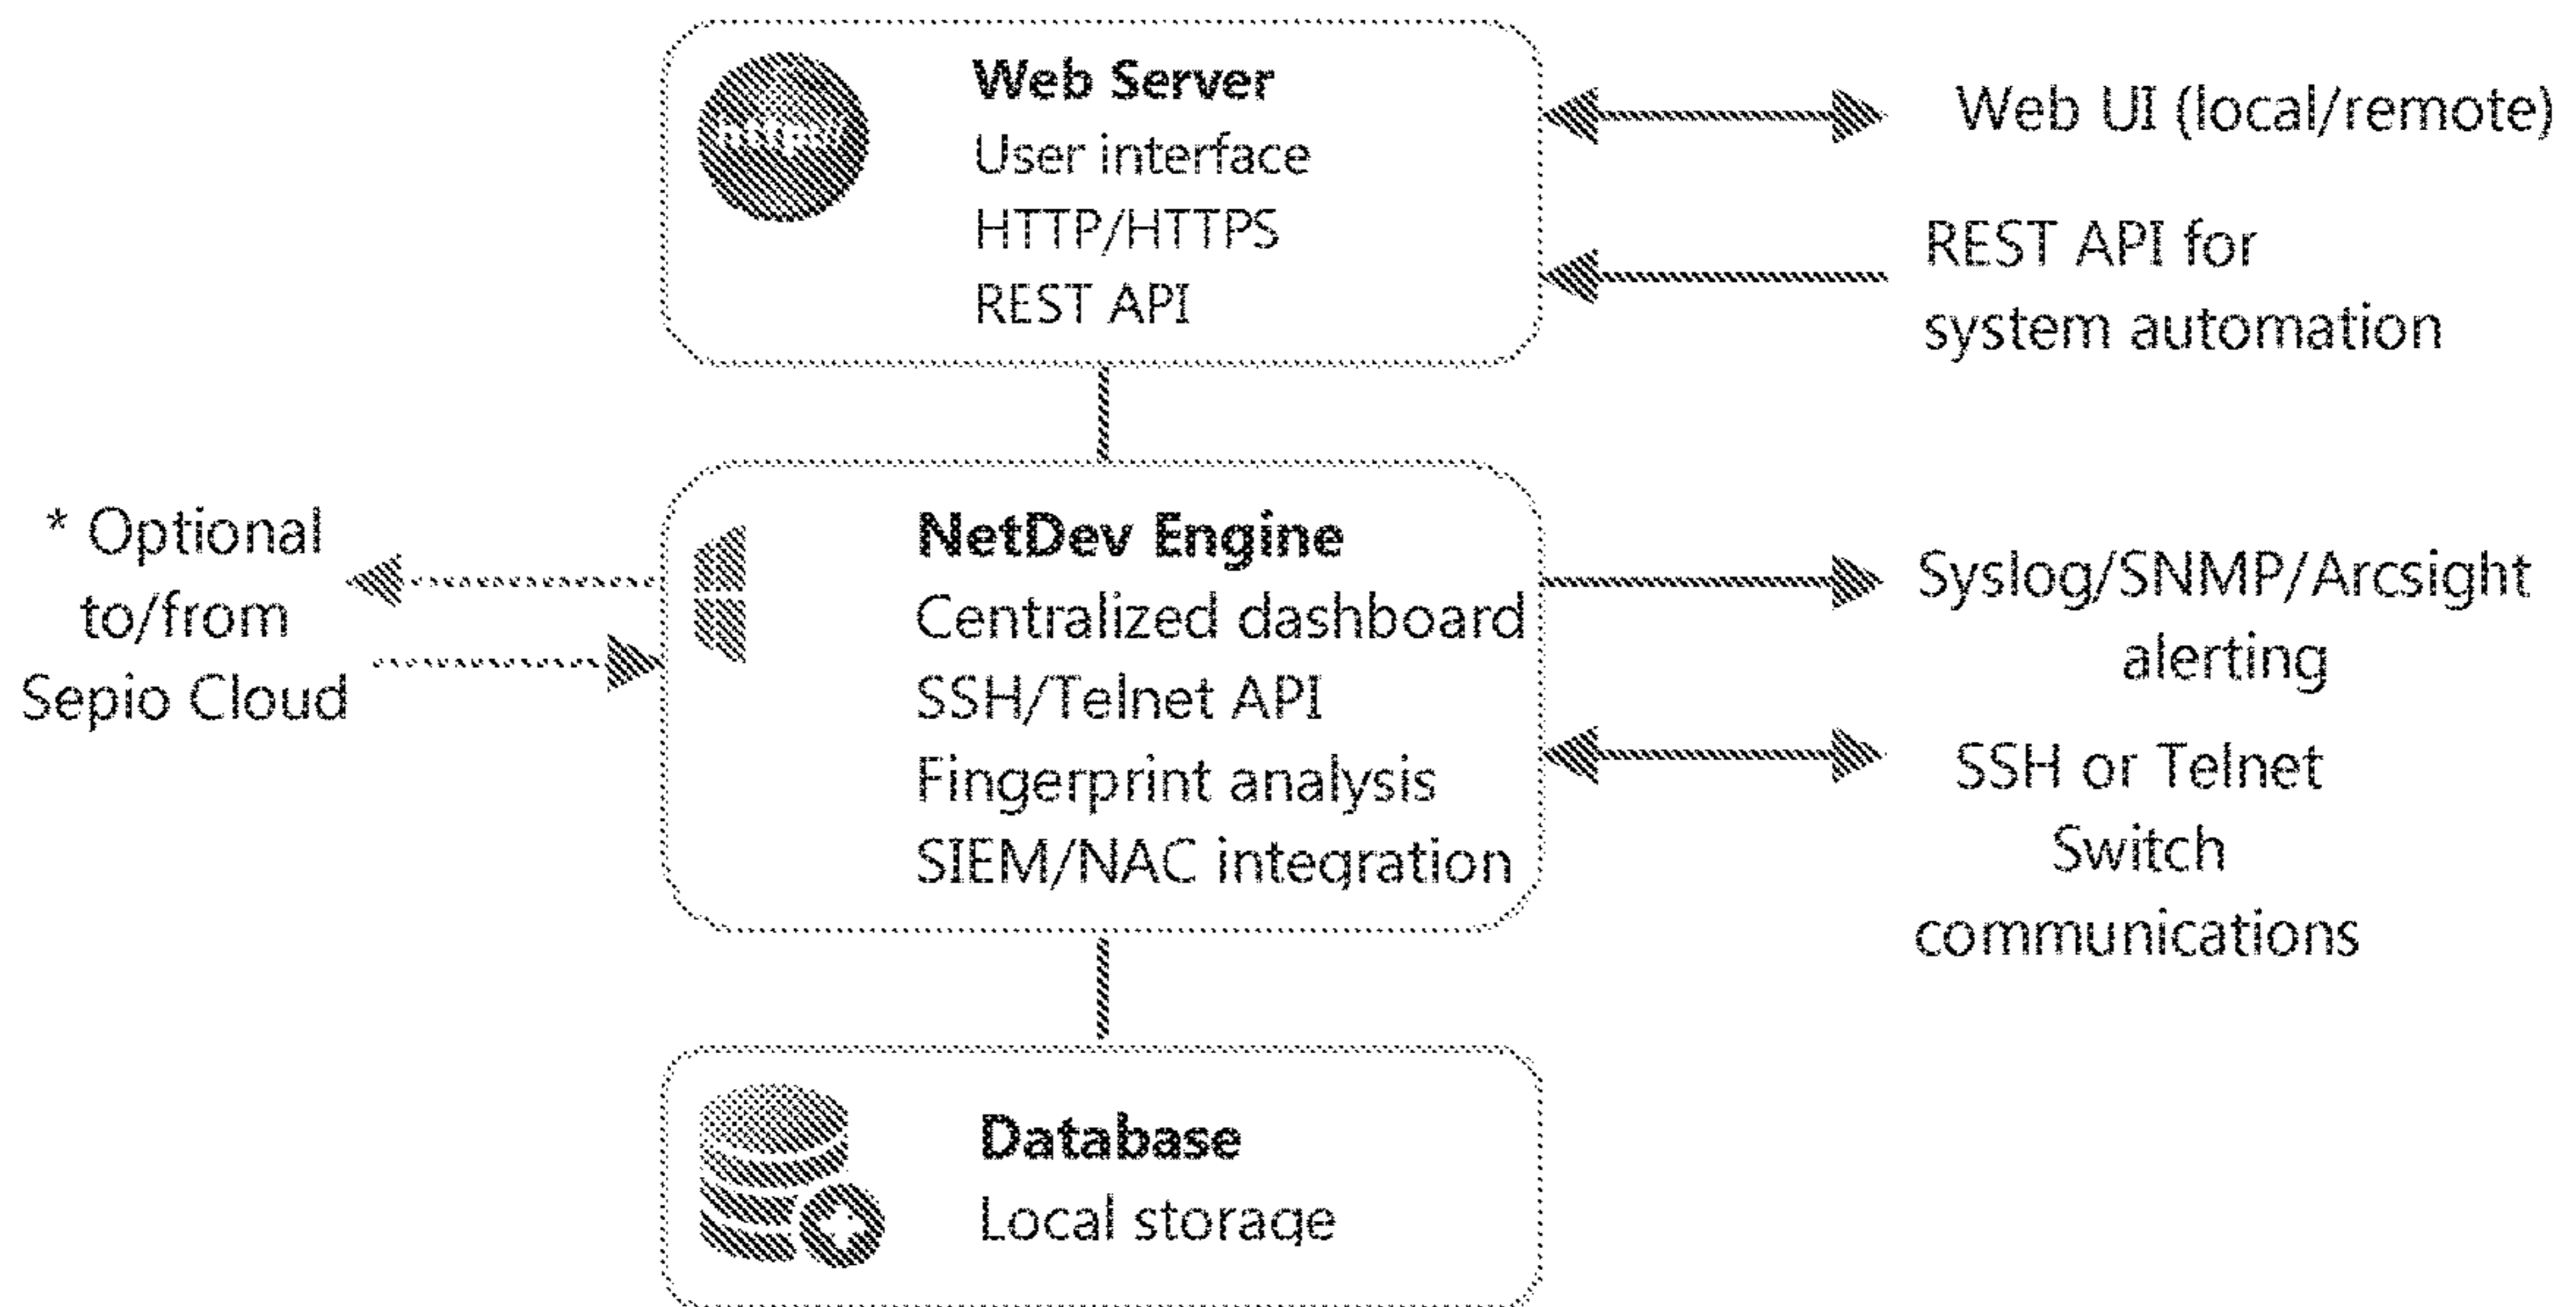 Web Server
User interface
HTTP/HTTPS
REST API
http://
Web UI (local/remote)
REST API for
system automation
* Optional
to/from
Sepio Cloud
NetDev Engine
Centralized dashboard
SSH/Telnet API
Fingerprint analysis
SIEM/NAC integration
Syslog/SNMP/Arcsight
alerting
SSH or Telnet
Switch
communications
Database
Local storage